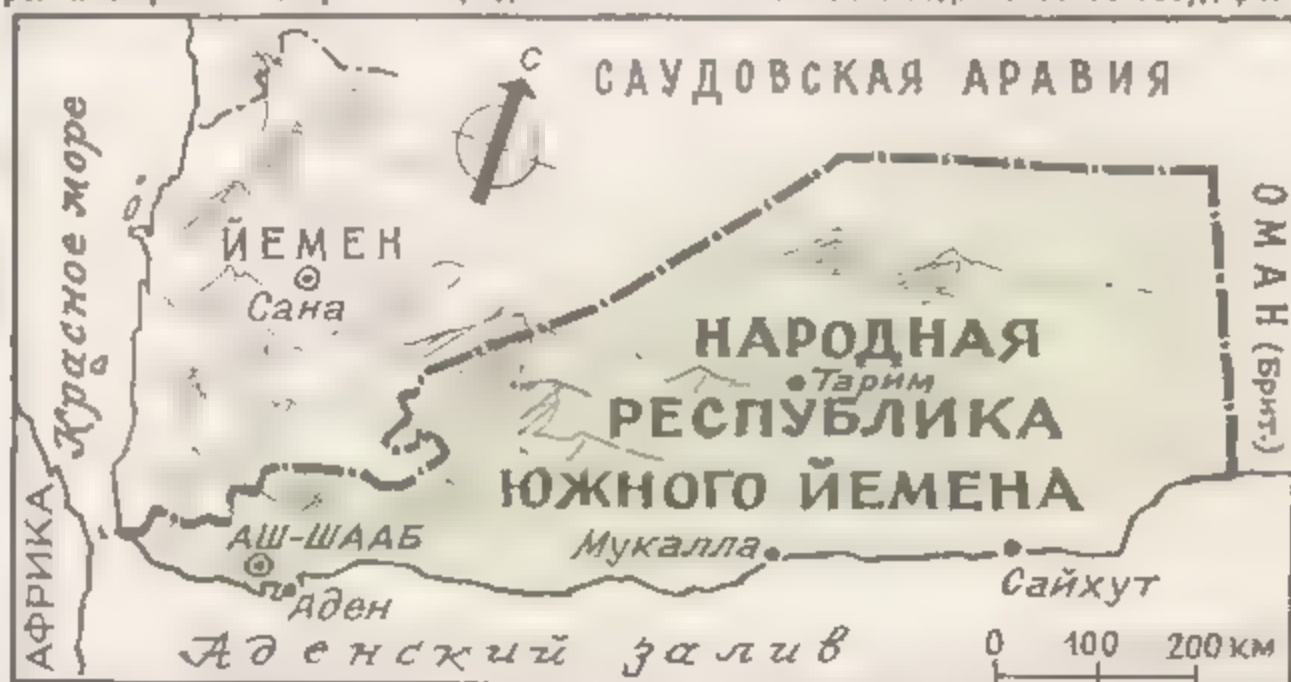 С
САУДОВСКАЯ АРАВИЯ
Красное море
ЙЕМЕН
Сана
ОМАН (Брит.)
НАРОДНАЯ
Тарим
РЕСПУБЛИКА
ЮЖНОГО ЙЕМЕНА
АФРИКА
АШ-ШААБ
Мукалла
Сайхут
Аден
Аденский залив
0 100 200 км